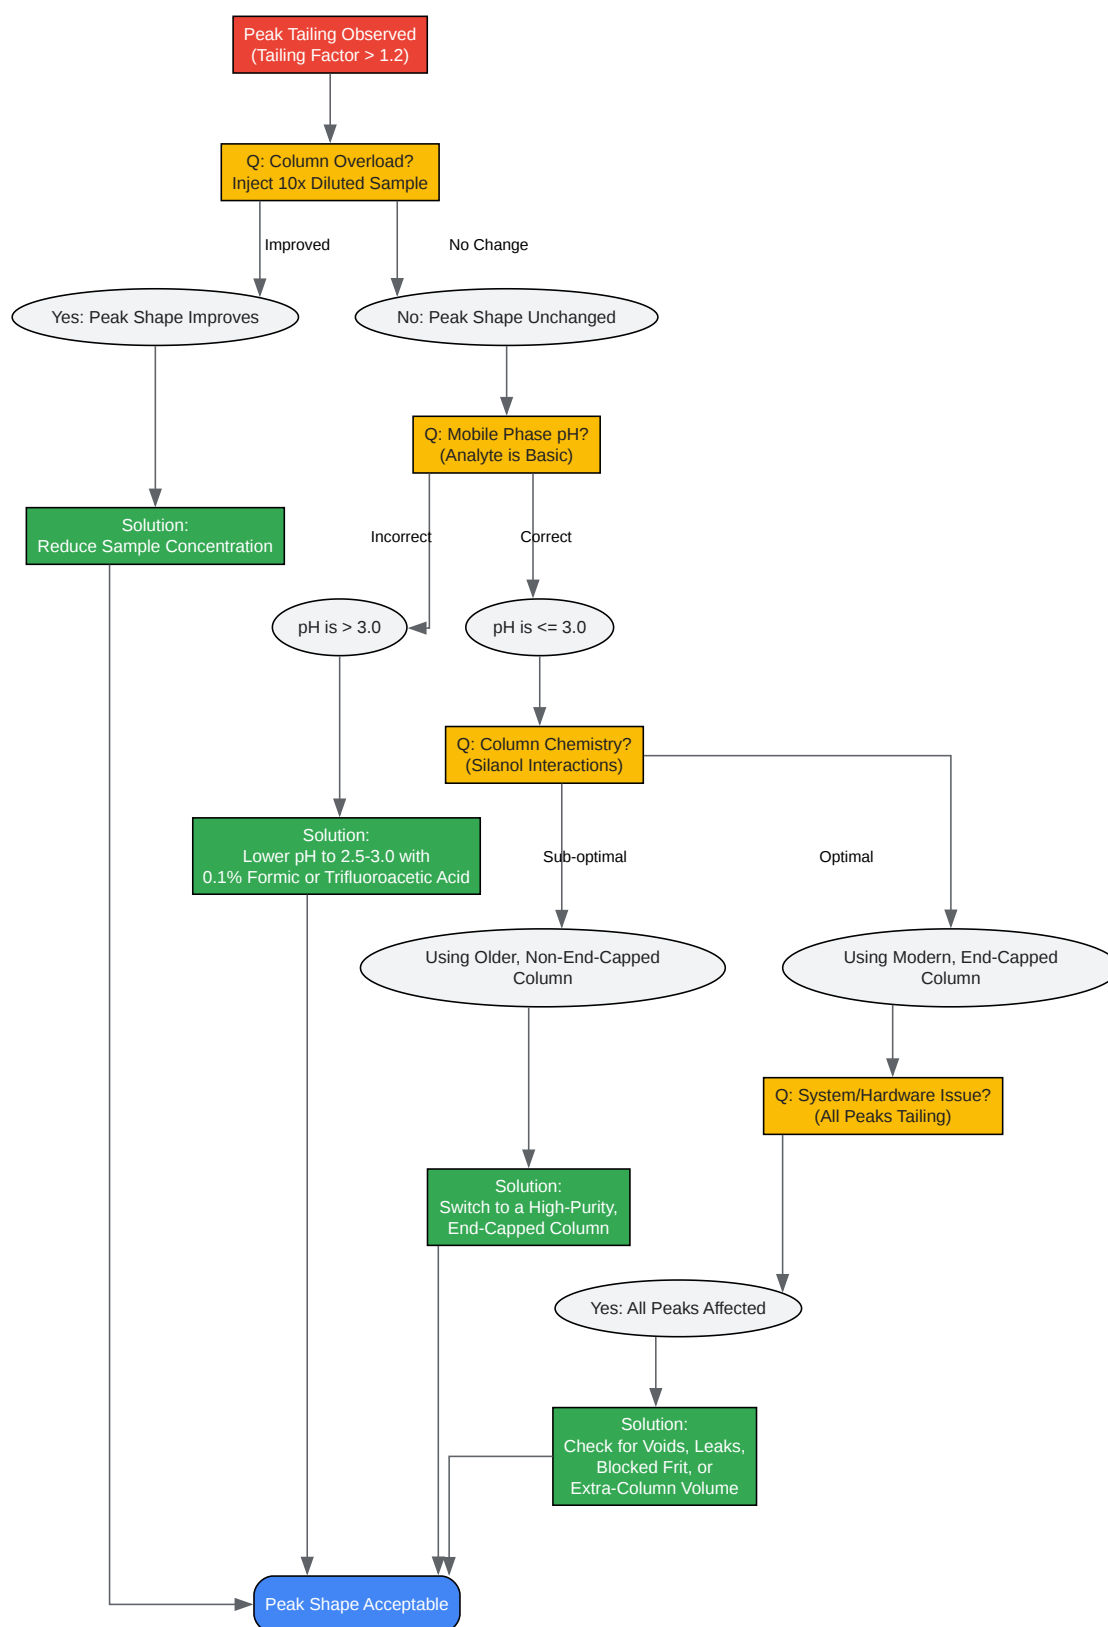 Peak Tailing Observed
(Tailing Factor > 1.2)
Q: Column Overload?
Inject 10x Diluted Sample
Improved
No Change
Yes: Peak Shape Improves
No: Peak Shape Unchanged
Q: Mobile Phase pH?
(Analyte is Basic)
Solution:
Reduce Sample Concentration
Incorrect
Correct
pH is > 3.0
pH is <= 3.0
Q: Column Chemistry?
(Silanol Interactions)
Solution:
Lower pH to 2.5-3.0 with
0.1% Formic or Trifluoroacetic Acid
Sub-optimal
Optimal
Using Older, Non-End-Capped
Column
Using Modern, End-Capped
Column
Q: System/Hardware Issue?
(All Peaks Tailing)
Solution:
Switch to a High-Purity,
End-Capped Column
Yes: All Peaks Affected
Solution:
Check for Voids, Leaks,
Blocked Frit, or
Extra-Column Volume
Peak Shape Acceptable